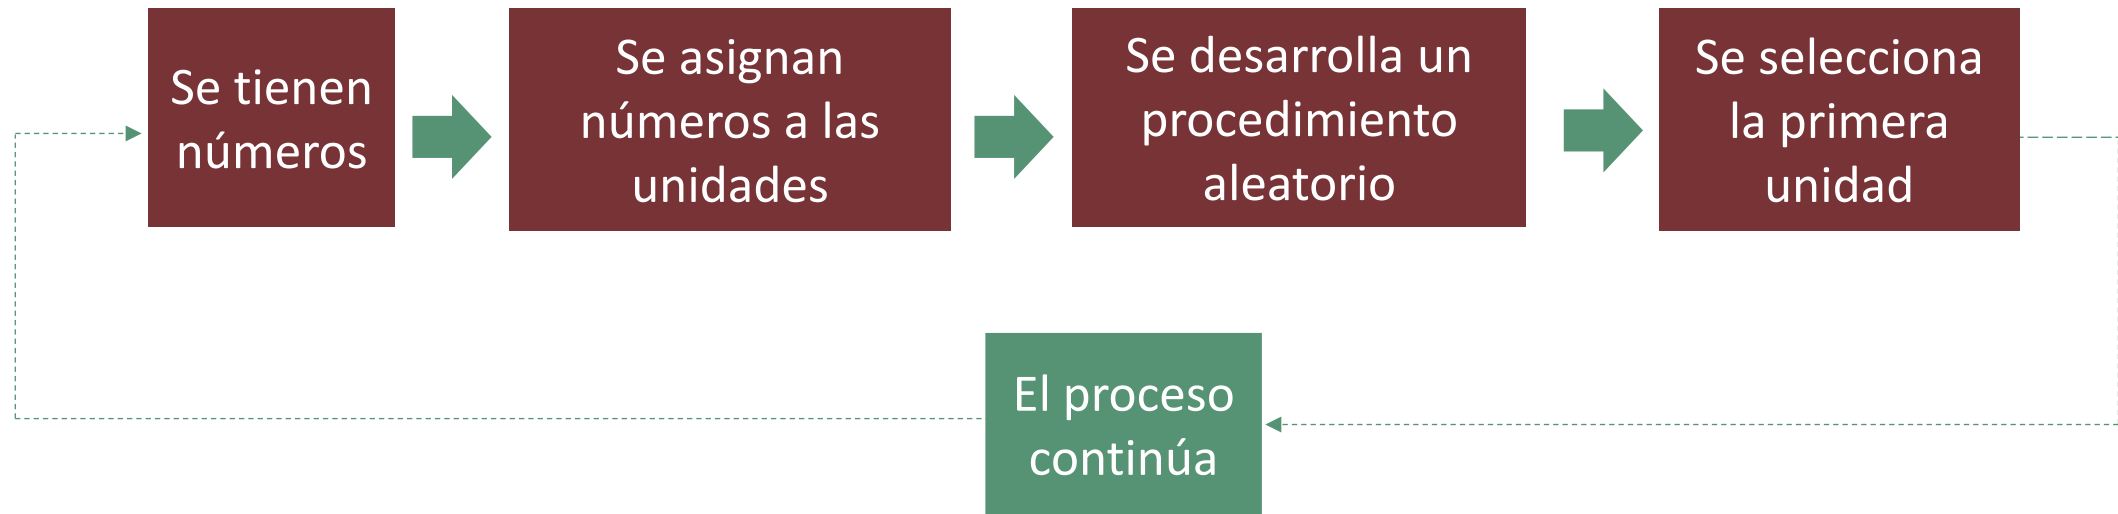 Se tienen
números
Se asignan
números a las
unidades
Se desarrolla un
procedimiento
aleatorio
Se selecciona
la primera
unidad
El proceso
continúa